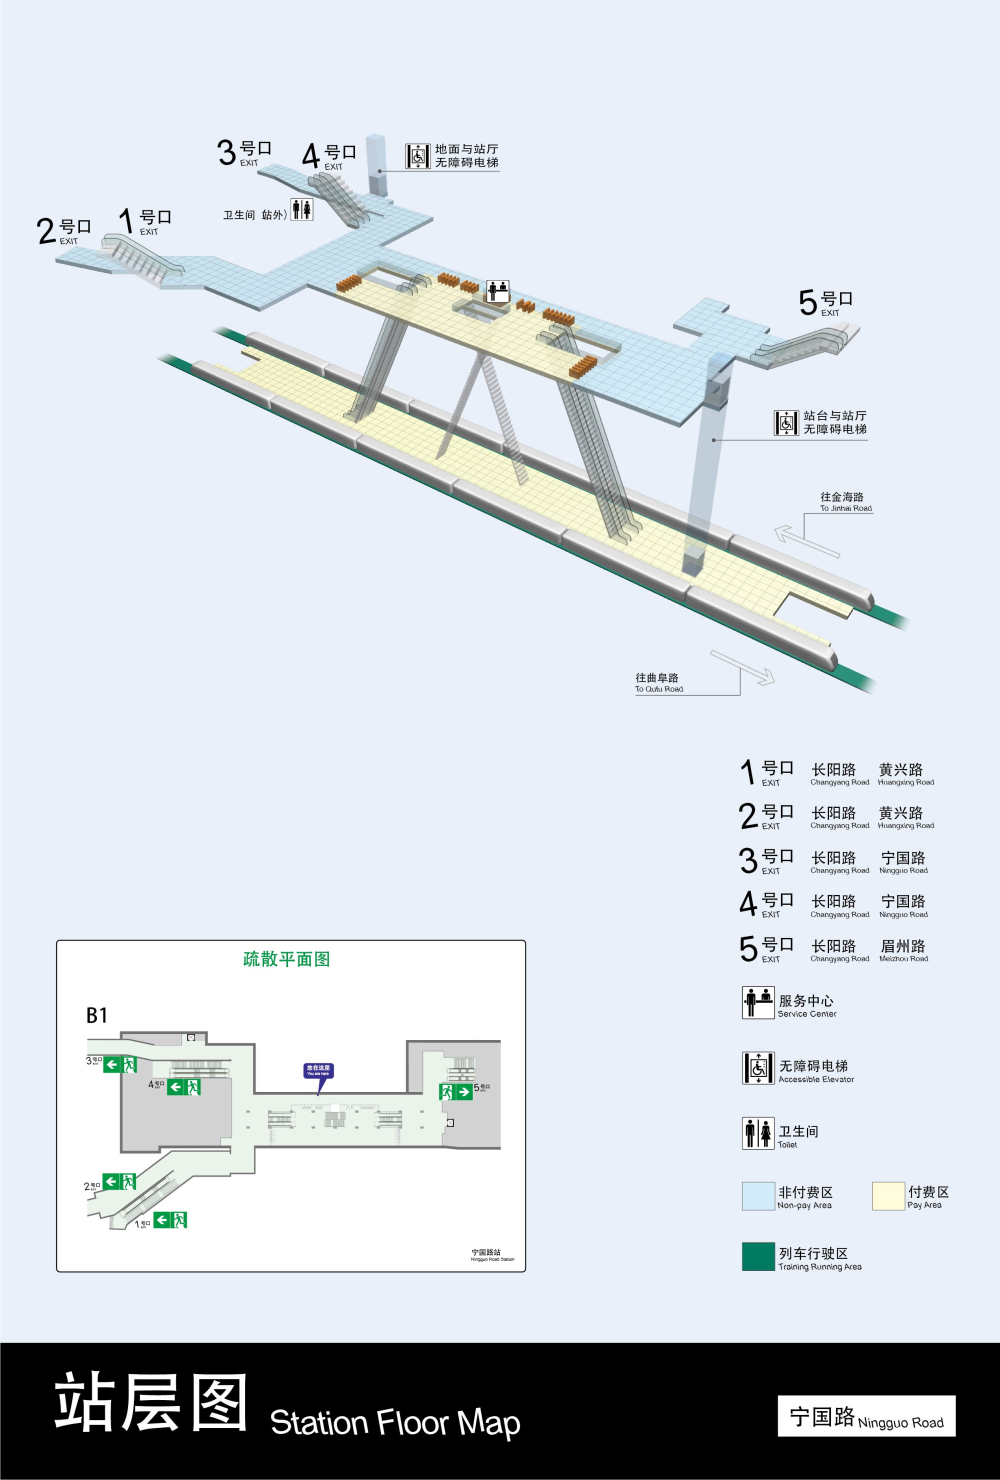 3号口
EXIT
4号口
EXIT
地面与站厅
无障碍电梯
卫生间 站外)
2号口
EXIT
1号口
EXIT
5号口
EXIT
站台与站厅
无障碍电梯
往金海路
To Jinhai Road
往曲阜路
To Qufu Road
1号口 长阳路 黄兴路
EXIT Changyang Road Huangxing Road
2号口 长阳路 黄兴路
EXIT Changyang Road Huangxing Road
3号口 长阳路 宁国路
EXIT Changyang Road Ningguo Road
4号口 长阳路 宁国路
EXIT Changyang Road Ningguo Road
5号口 长阳路 眉州路
EXIT Changyang Road Meizhou Road
服务中心
Service Center
无障碍电梯
Accessible Elevator
卫生间
Toilet
非付费区 付费区
Non-pay Area Pay Area
列车行驶区
Training Running Area
疏散平面图
B1
3号口
4号口
您在这里
You are here
5号口
2号口
1号口
宁国路站
Ningguo Road Station
站层图 Station Floor Map
宁国路 Ningguo Road